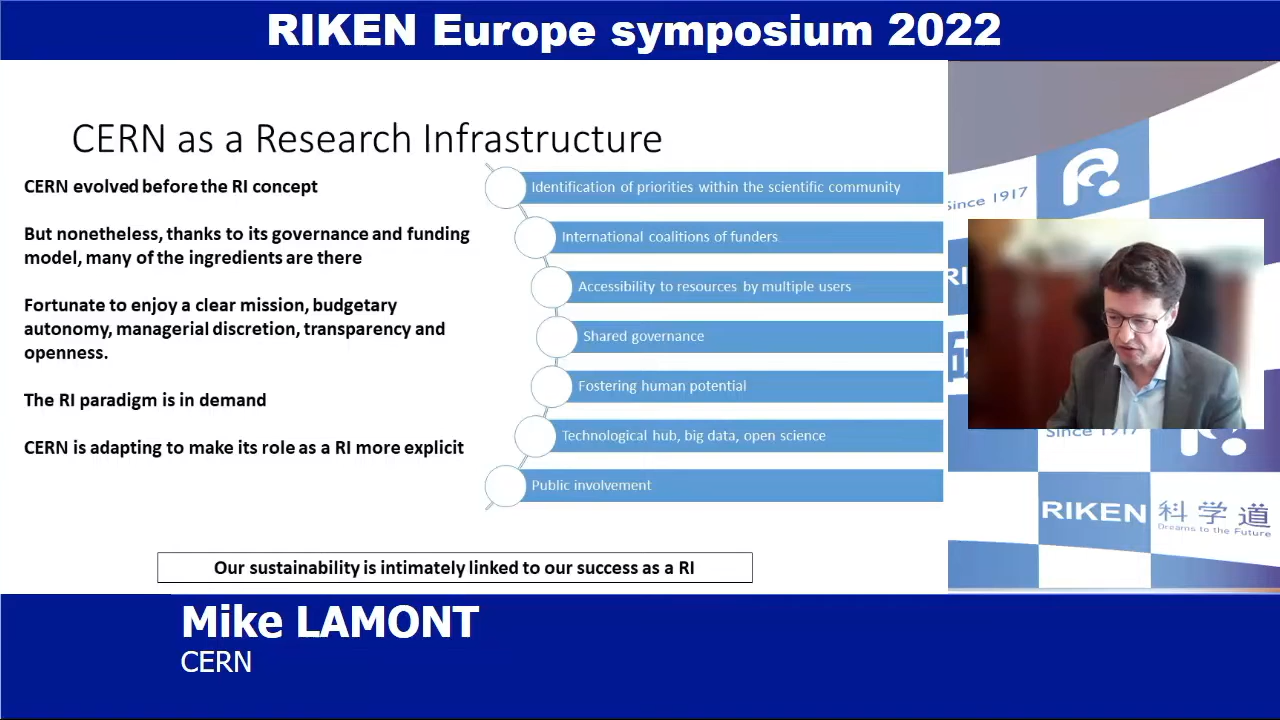 RIKEN Europe symposium 2022
CERN as a Research Infrastructure
CERN evolved before the RI concept
But nonetheless, thanks to its governance and funding
model, many of the ingredients are there
Fortunate to enjoy a clear mission, budgetary
autonomy, managerial discretion, transparency and
openness.
The RI paradigm is in demand
CERN is adapting to make its role as a RI more explicit
Identification of priorities within the scientific community
International coalitions of funders
Accessibility to resources by multiple users
Shared governance
Fostering human potential
Technological hub, big data, open science
Public involvement
Our sustainability is intimately linked to our success as a RI
Since 1917
RI
研
Since 1917
RIKEN
科学道
Dreams to the Future
Mike LAMONT
CERN